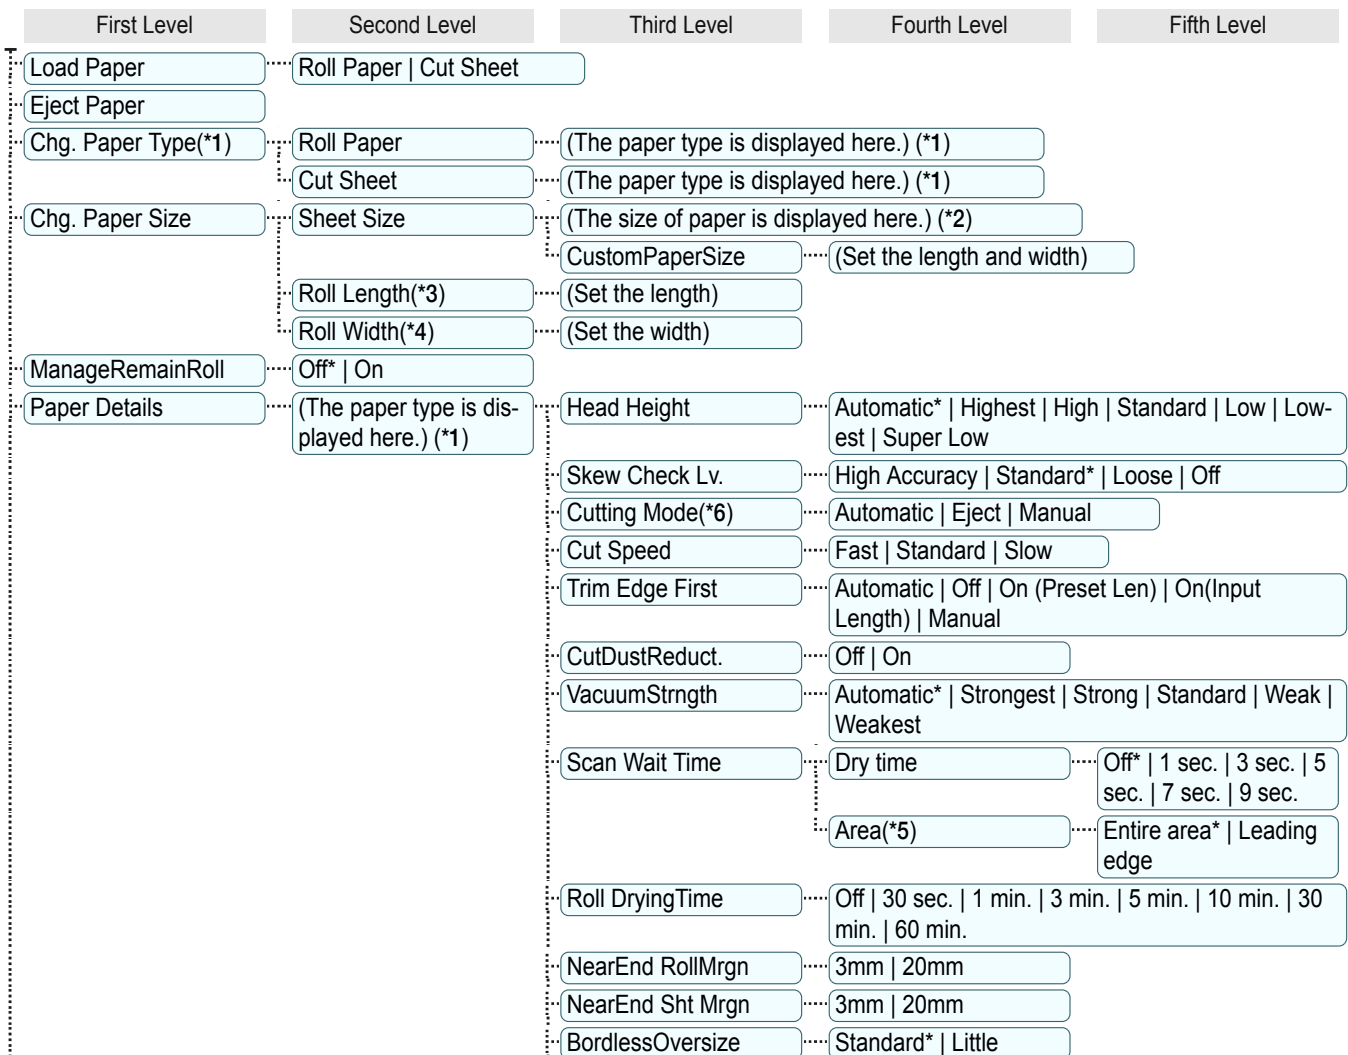 First Level Second Level Third Level Fourth Level Fifth Level
Load Paper Roll Paper | Cut Sheet
Eject Paper
Chg. Paper Type(*1) Roll Paper (The paper type is displayed here.) (*1)
Cut Sheet (The paper type is displayed here.) (*1)
Chg. Paper Size Sheet Size (The size of paper is displayed here.) (*2)
CustomPaperSize (Set the length and width)
Roll Length(*3) (Set the length)
Roll Width(*4) (Set the width)
ManageRemainRoll Off* | On
Paper Details (The paper type is dis-
played here.) (*1)
Head Height Automatic* | Highest | High | Standard | Low | Low-
est | Super Low
Skew Check Lv. High Accuracy | Standard* | Loose | Off
Cutting Mode(*6) Automatic | Eject | Manual
Cut Speed Fast | Standard | Slow
Trim Edge First Automatic | Off | On (Preset Len) | On(Input
Length) | Manual
CutDustReduct. Off | On
VacuumStrngth Automatic* | Strongest | Strong | Standard | Weak |
Weakest
Scan Wait Time Dry time Off* | 1 sec. | 3 sec. | 5
sec. | 7 sec. | 9 sec.
Area(*5) Entire area* | Leading
edge
Roll DryingTime Off | 30 sec. | 1 min. | 3 min. | 5 min. | 10 min. | 30
min. | 60 min.
NearEnd RollMrgn 3mm | 20mm
NearEnd Sht Mrgn 3mm | 20mm
BordlessOversize Standard* | Little